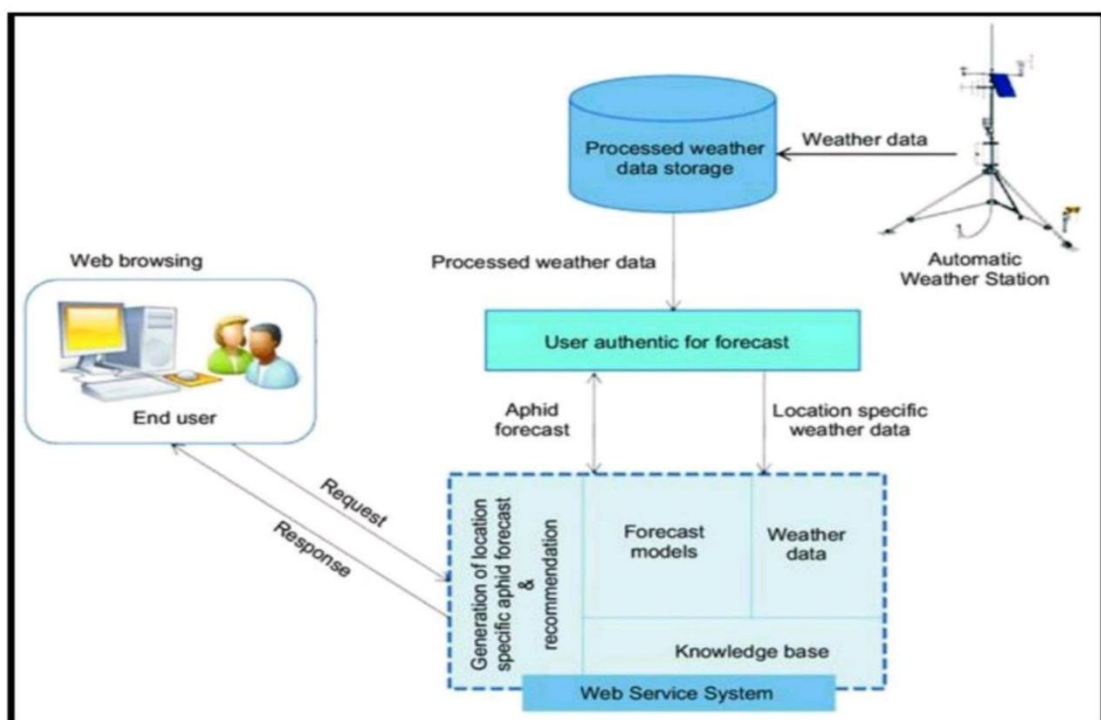 Processed weather
data storage
Weather data
Automatic
Weather Station
Processed weather data
Web browsing
End user
User authentic for forecast
Aphid
forecast
Location specific
weather data
Request
Response
Generation of location
specific aphid forecast
&
recommendation
Forecast
models
Weather
data
Knowledge base
Web Service System